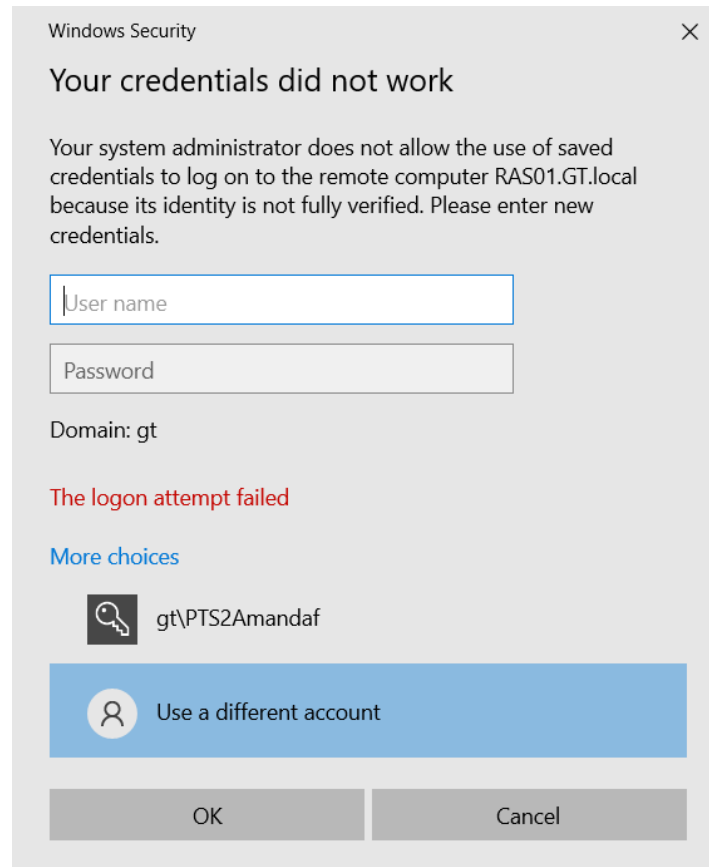 Windows Security
Your credentials did not work
Your system administrator does not allow the use of saved
credentials to log on to the remote computer RAS01.GT.local
because its identity is not fully verified. Please enter new
credentials.
User name
Password
Domain: gt
The logon attempt failed
More choices
gt\PTS2Amandaf
Use a different account
OK Cancel